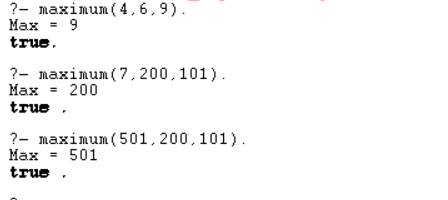 ?- maximum(4,6,9).
Max = 9
true.
?- maximum(7,200,101).
Max = 200
true .
?- maximum(501,200,101).
Max = 501
true .